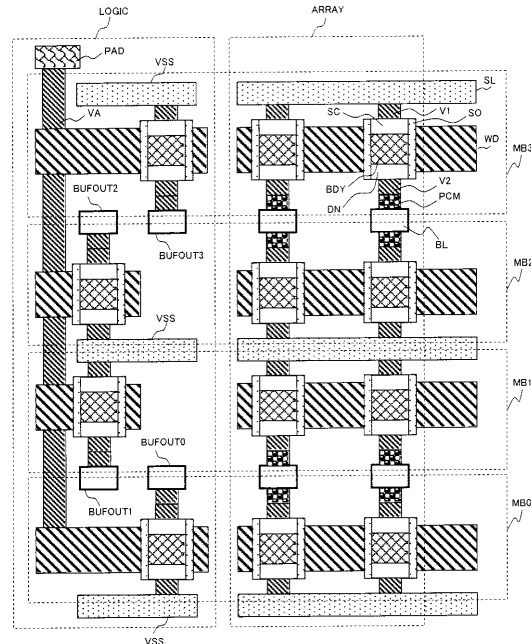 LOGIC
ARRAY
PAD
VSS
SL
VA
SC
V1
SO
WD
MB3
BDY
V2
BUFOUT2
DN
PCM
BUFOUT3
BL
MB2
VSS
MB1
BUFOUT0
BUFOUT1
MB0
VSS